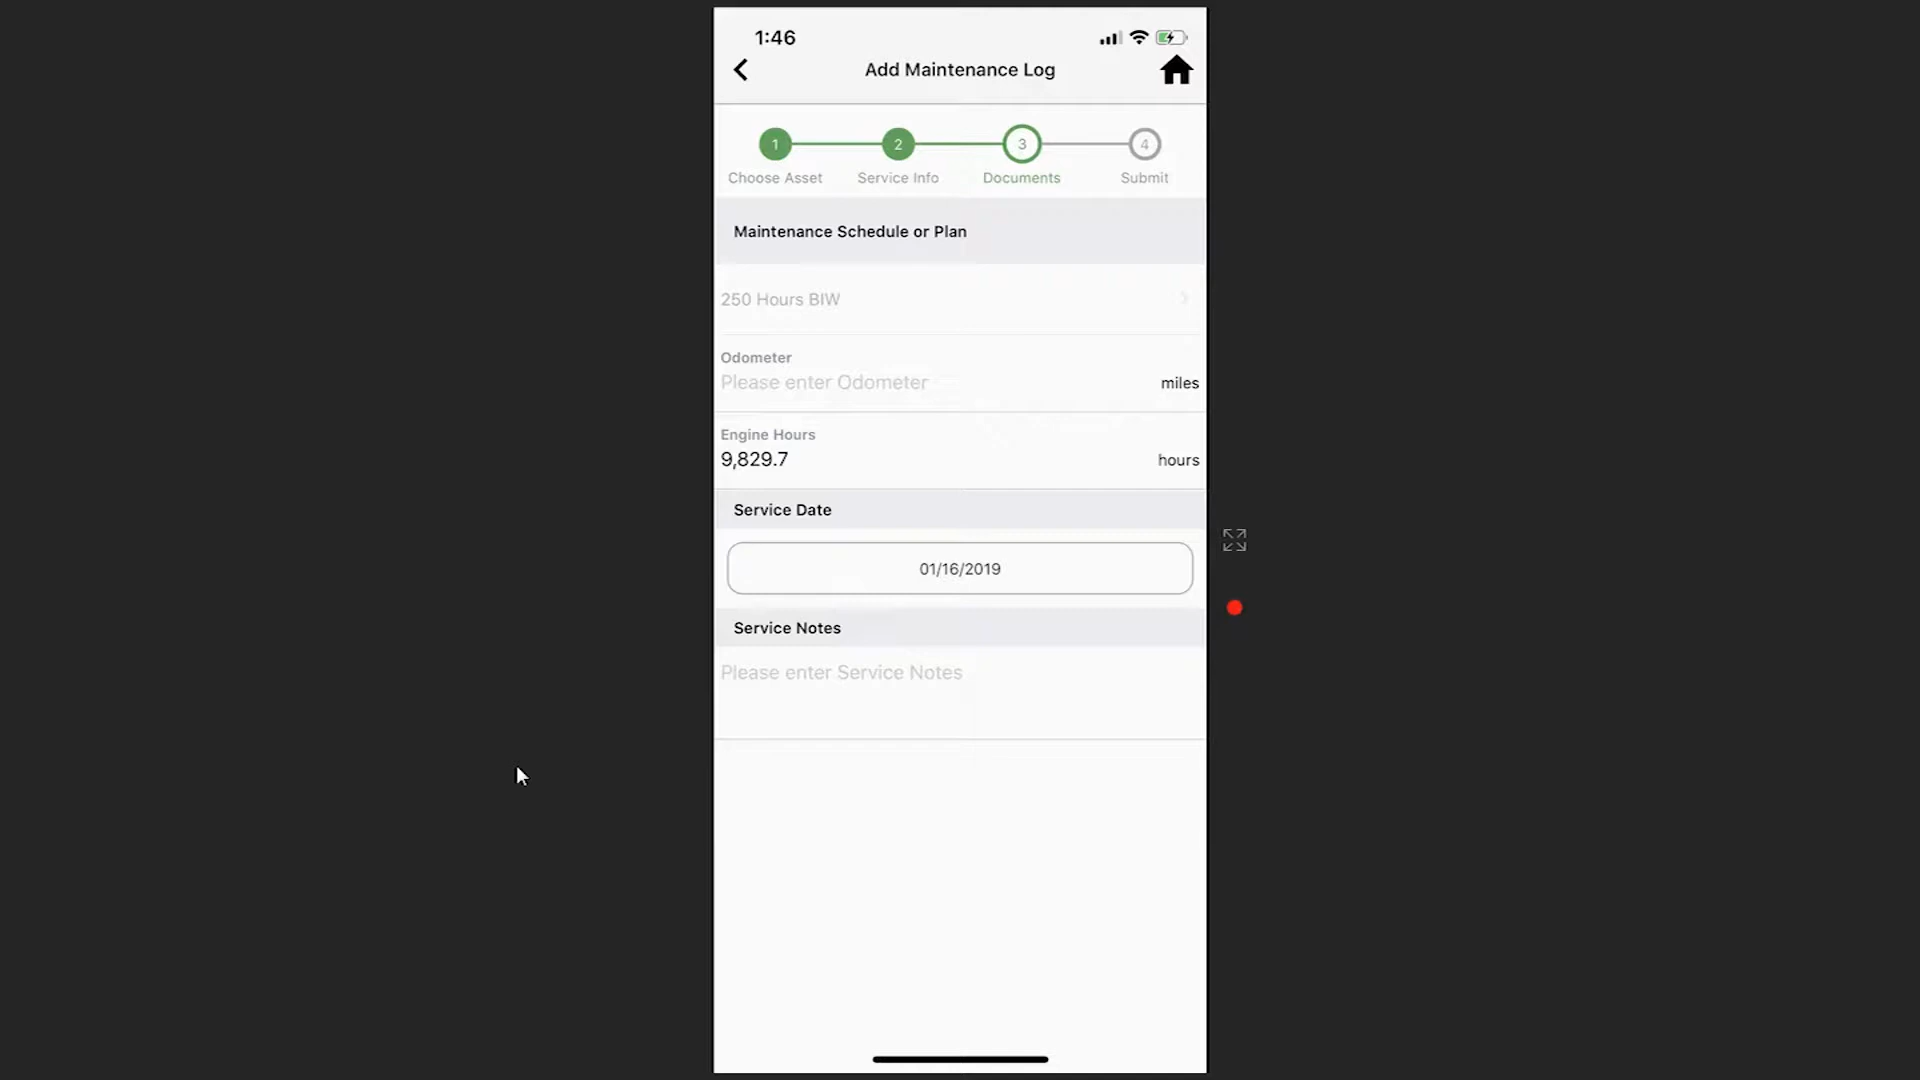 1:46
Add Maintenance Log
1 2 3 4
Choose Asset Service Info Documents Submit
Maintenance Schedule or Plan
250 Hours BIW
Odometer
Please enter Odometer miles
Engine Hours
9,829.7 hours
Service Date
01/16/2019
Service Notes
Please enter Service Notes